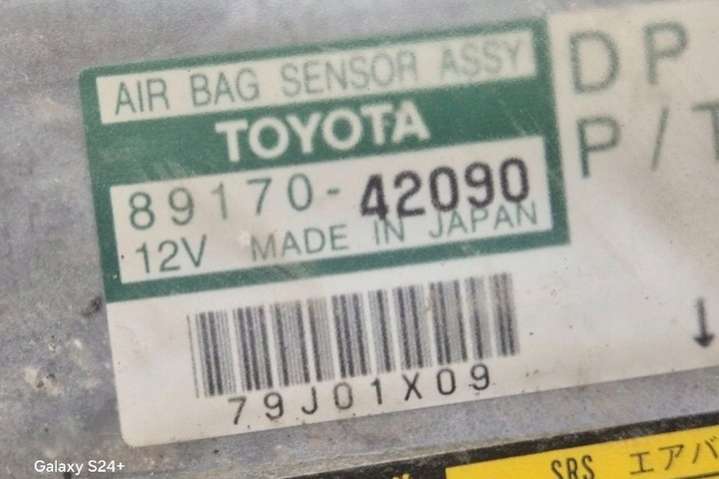 AIR BAG SENSOR ASSY
TOYOTA
89170-42090
12V MADE IN JAPAN
DP
P/T
79J01X09
↓
SRS エアバ
Galaxy S24+